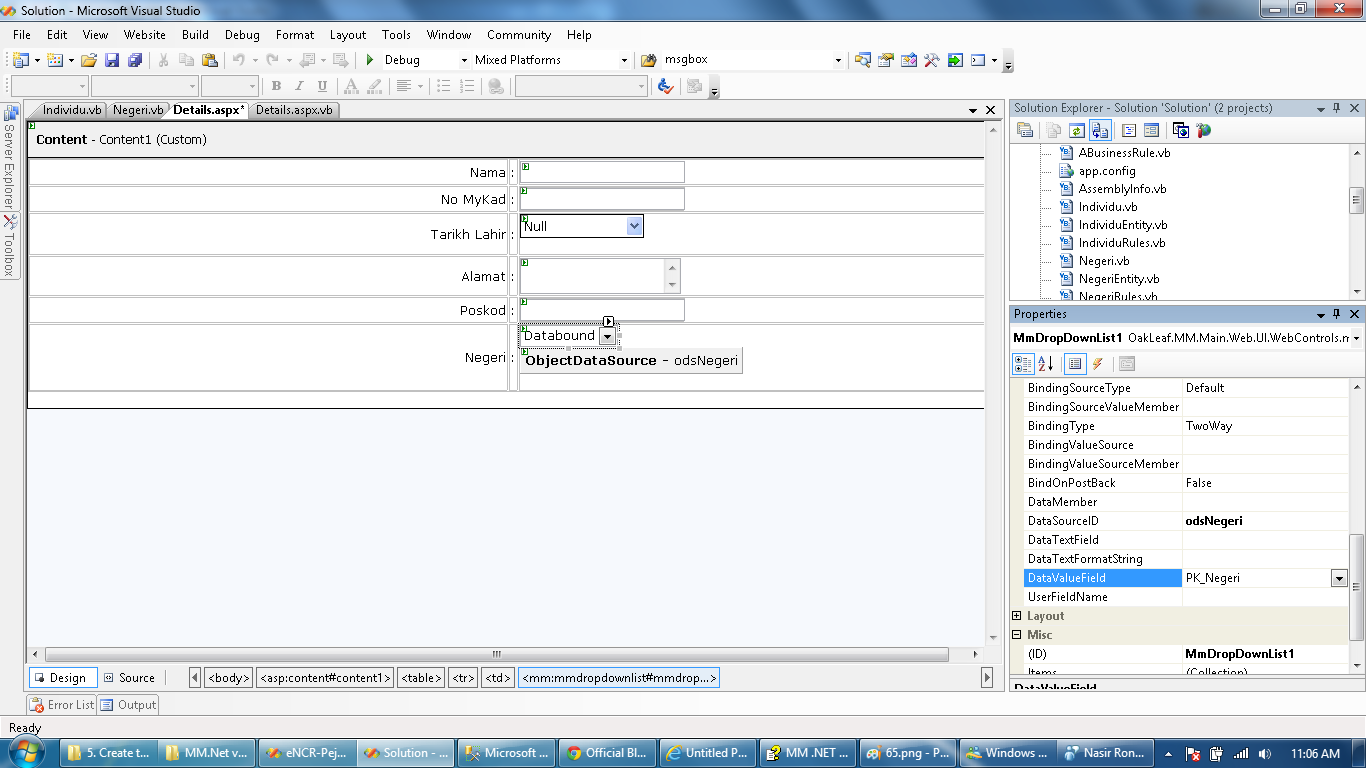 Solution - Microsoft Visual Studio
File Edit View Website Build Debug Format Layout Tools Window Community Help
Debug Mixed Platforms msgbox
B I U A
Individu.vb Negeri.vb Details.aspx* Details.aspx.vb
Server Explorer
Toolbox
Content - Content1 (Custom)
Nama :
No MyKad :
Tarikh Lahir : Null
Alamat :
Poskod :
Databound
Negeri :
ObjectDataSource - odsNegeri
Design Source <body> <asp:content#content1> <table> <tr> <td> <mm:mmdropdownlist#mmdrop...>
Error List Output
Ready
Solution Explorer - Solution 'Solution' (2 projects)
ABusinessRule.vb
app.config
AssemblyInfo.vb
Individu.vb
IndividuEntity.vb
IndividuRules.vb
Negeri.vb
NegeriEntity.vb
NegeriRules.vb
Properties
MmDropDownList1 OakLeaf.MM.Main.Web.UI.WebControls.m
BindingSourceType Default
BindingSourceValueMember
BindingType TwoWay
BindingValueSource
BindingValueSourceMember
BindOnPostBack False
DataMember
DataSourceID odsNegeri
DataTextField
DataTextFormatString
DataValueField PK_Negeri
UserFieldName
Layout
Misc
(ID) MmDropDownList1
Items (Collection)
DataValueField
5. Create t... MM.Net v... eNCR-Pej... Solution - ... Microsoft ... Official Bl... Untitled P... MM .NET ... 65.png - P... Windows ... Nasir Ron... 11:06 AM